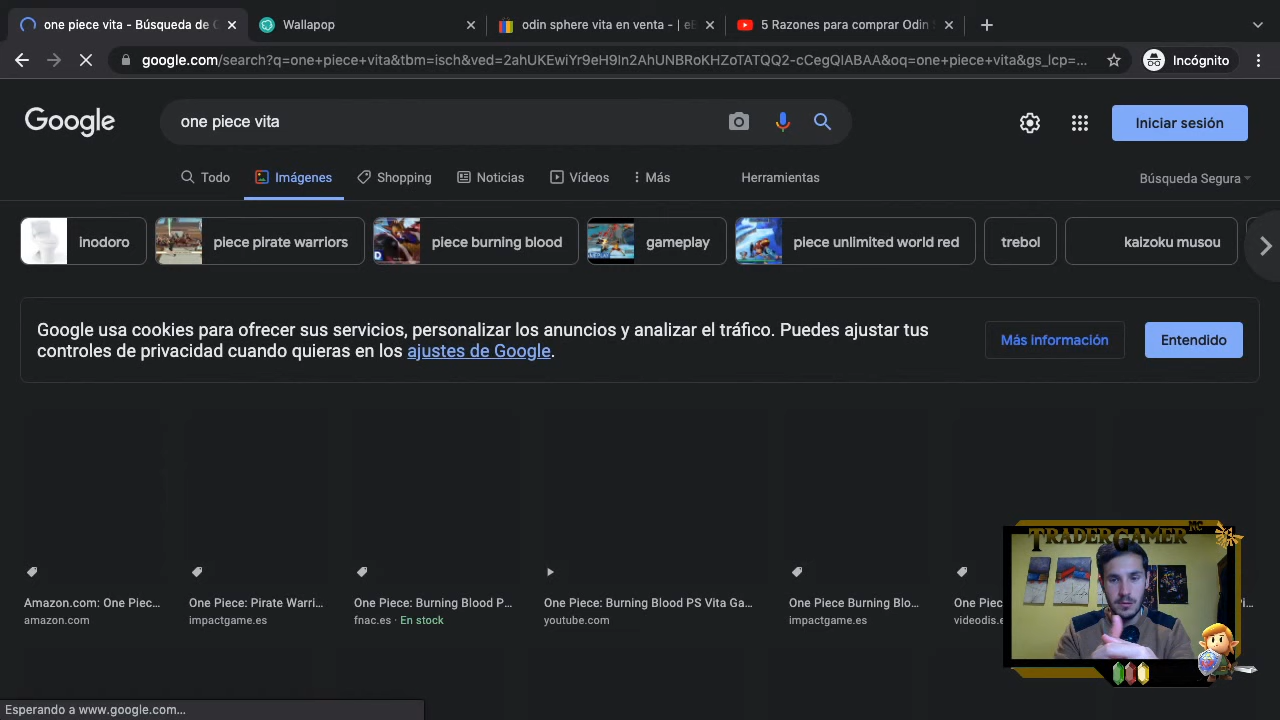 one piece vita - Búsqueda de G
Wallapop
odin sphere vita en venta - | eB
5 Razones para comprar Odin S
google.com/search?q=one+piece+vita&tbm=isch&ved=2ahUKEwiYr9eH9In2AhUNBRoKHZoTATQQ2-cCegQIABAA&oq=one+piece+vita&gs_lcp=...
Incógnito
Google
one piece vita
Iniciar sesión
Todo
Imágenes
Shopping
Noticias
Vídeos
Más
Herramientas
Búsqueda Segura
inodoro
piece pirate warriors
piece burning blood
gameplay
piece unlimited world red
trebol
kaizoku musou
Google usa cookies para ofrecer sus servicios, personalizar los anuncios y analizar el tráfico. Puedes ajustar tus
controles de privacidad cuando quieras en los ajustes de Google.
Más información
Entendido
TRADERGAMER MC
Amazon.com: One Piec...
One Piece: Pirate Warri...
One Piece: Burning Blood P...
One Piece: Burning Blood PS Vita Ga...
One Piece Burning Blo...
One Piec
amazon.com
impactgame.es
fnac.es · En stock
youtube.com
impactgame.es
videodis.e
Esperando a www.google.com...